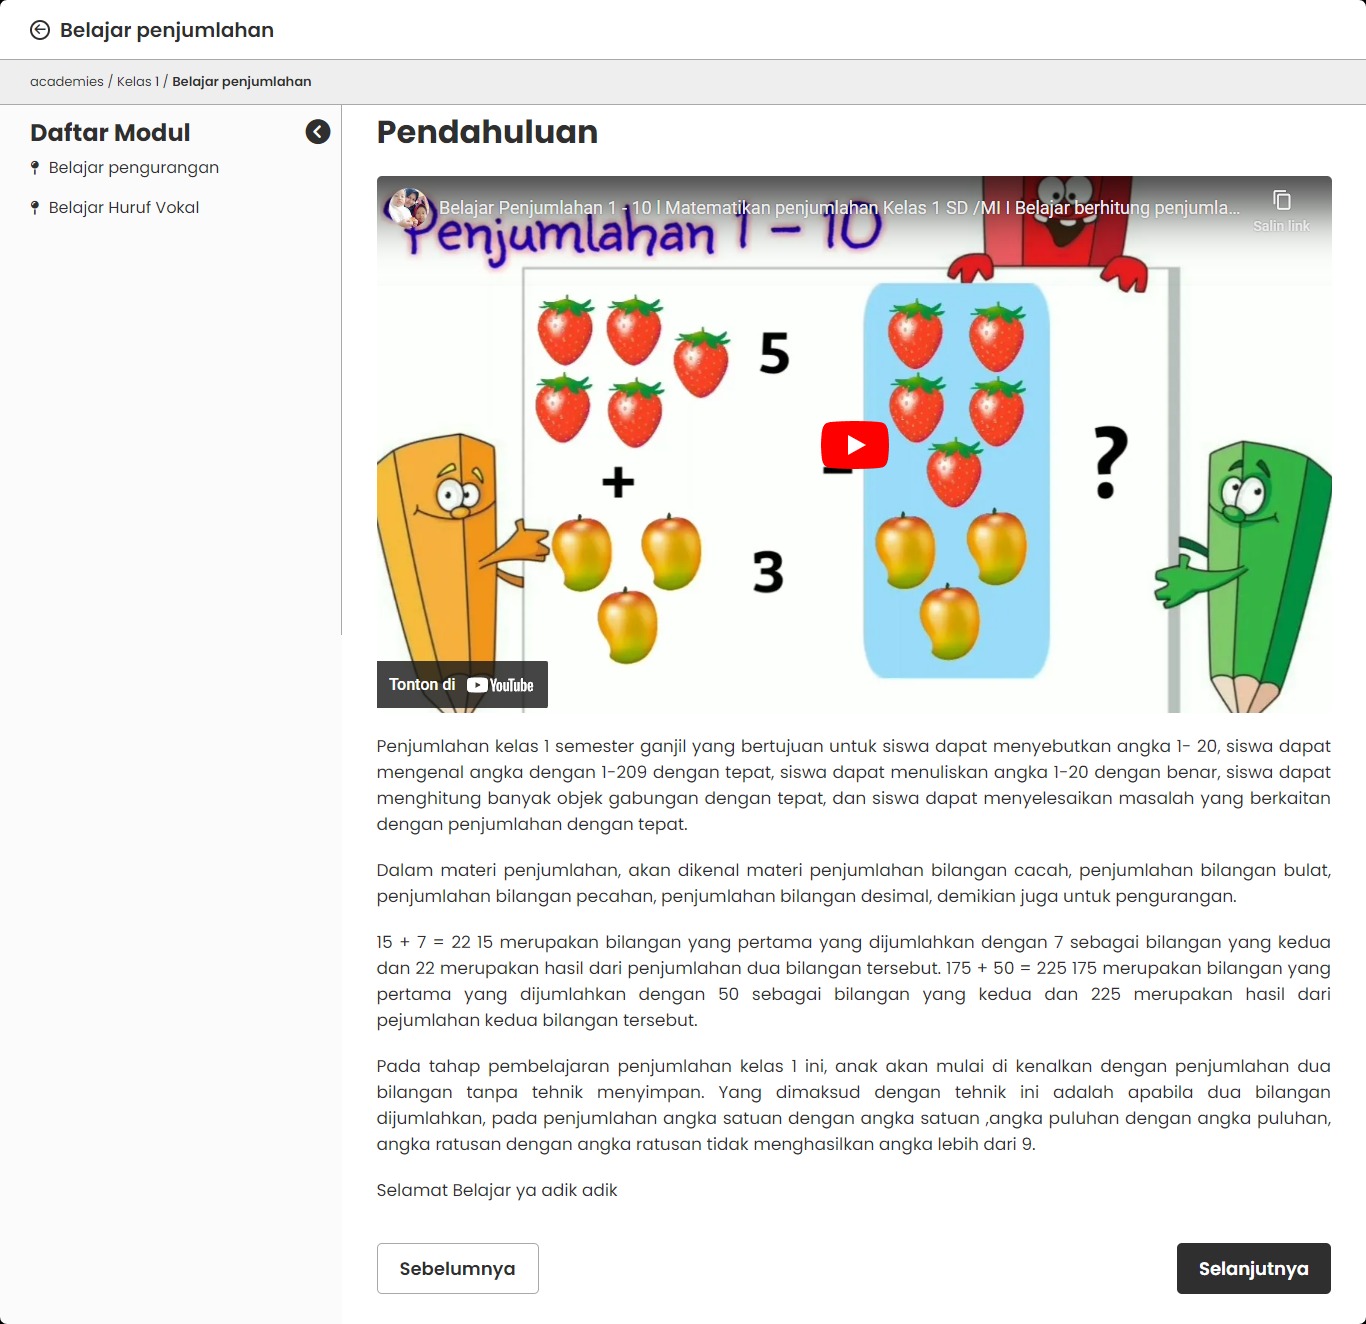 Belajar penjumlahan
academies / Kelas 1 / Belajar penjumlahan
Daftar Modul
Belajar pengurangan
Belajar Huruf Vokal
Pendahuluan
Belajar Penjumlahan 1 - 10 l Matematikan penjumlahan Kelas 1 SD /MI I Belajar berhitung penjumla...
Salin link
Penjumlahan 1 - 10
5
+
=
?
3
Tonton di YouTube
Penjumlahan kelas 1 semester ganjil yang bertujuan untuk siswa dapat menyebutkan angka 1- 20, siswa dapat
mengenal angka dengan 1-209 dengan tepat, siswa dapat menuliskan angka 1-20 dengan benar, siswa dapat
menghitung banyak objek gabungan dengan tepat, dan siswa dapat menyelesaikan masalah yang berkaitan
dengan penjumlahan dengan tepat.
Dalam materi penjumlahan, akan dikenal materi penjumlahan bilangan cacah, penjumlahan bilangan bulat,
penjumlahan bilangan pecahan, penjumlahan bilangan desimal, demikian juga untuk pengurangan.
15 + 7 = 22 15 merupakan bilangan yang pertama yang dijumlahkan dengan 7 sebagai bilangan yang kedua
dan 22 merupakan hasil dari penjumlahan dua bilangan tersebut. 175 + 50 = 225 175 merupakan bilangan yang
pertama yang dijumlahkan dengan 50 sebagai bilangan yang kedua dan 225 merupakan hasil dari
pejumlahan kedua bilangan tersebut.
Pada tahap pembelajaran penjumlahan kelas 1 ini, anak akan mulai di kenalkan dengan penjumlahan dua
bilangan tanpa tehnik menyimpan. Yang dimaksud dengan tehnik ini adalah apabila dua bilangan
dijumlahkan, pada penjumlahan angka satuan dengan angka satuan ,angka puluhan dengan angka puluhan,
angka ratusan dengan angka ratusan tidak menghasilkan angka lebih dari 9.
Selamat Belajar ya adik adik
Sebelumnya
Selanjutnya